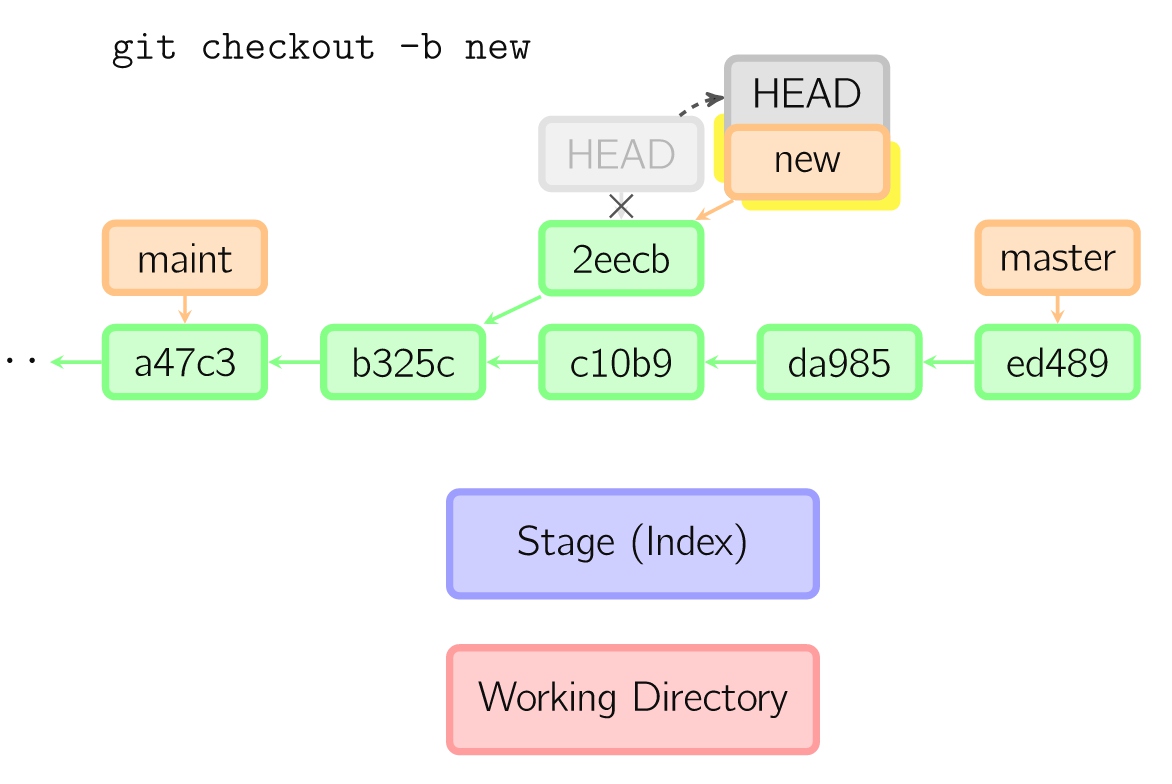 git checkout -b new
HEAD
HEAD
new
maint
2eecb
master
··
a47c3
b325c
c10b9
da985
ed489
Stage (Index)
Working Directory